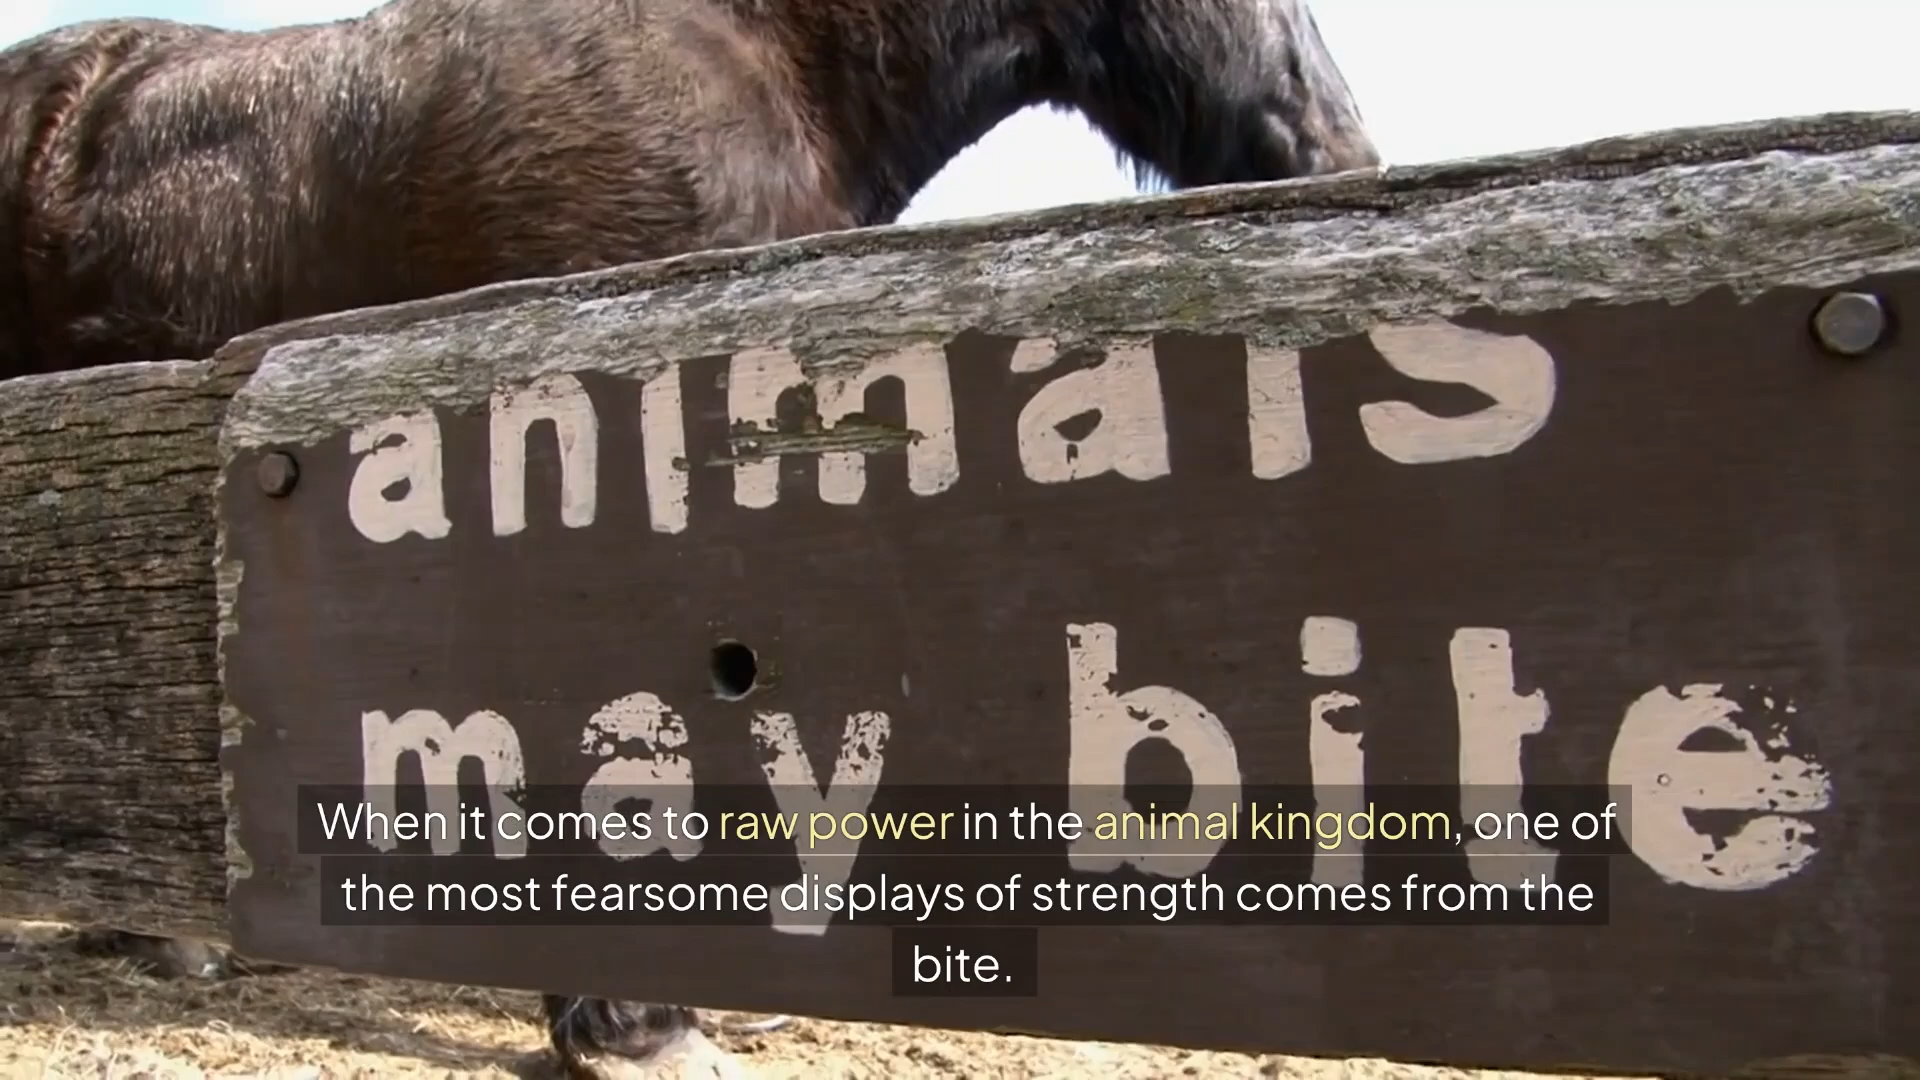 animals
may bite
When it comes to raw power in the animal kingdom, one of
the most fearsome displays of strength comes from the
bite.